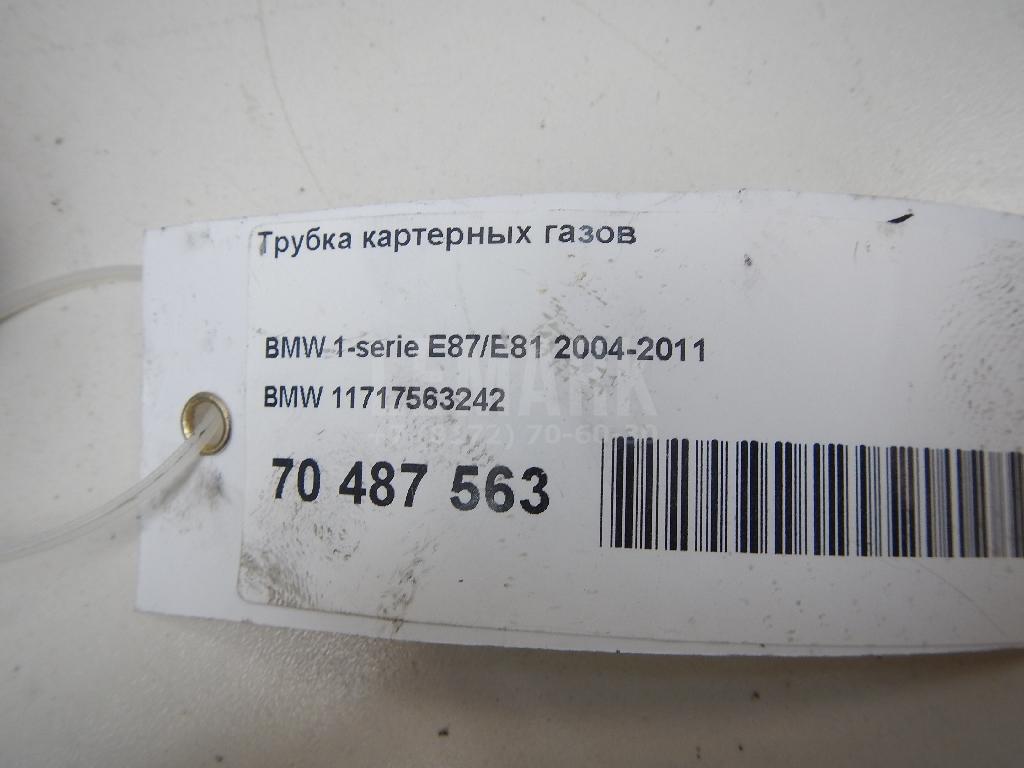 Трубка картерных газов
BMW 1-serie E87/E81 2004-2011
BMW 11717563242
70 487 563